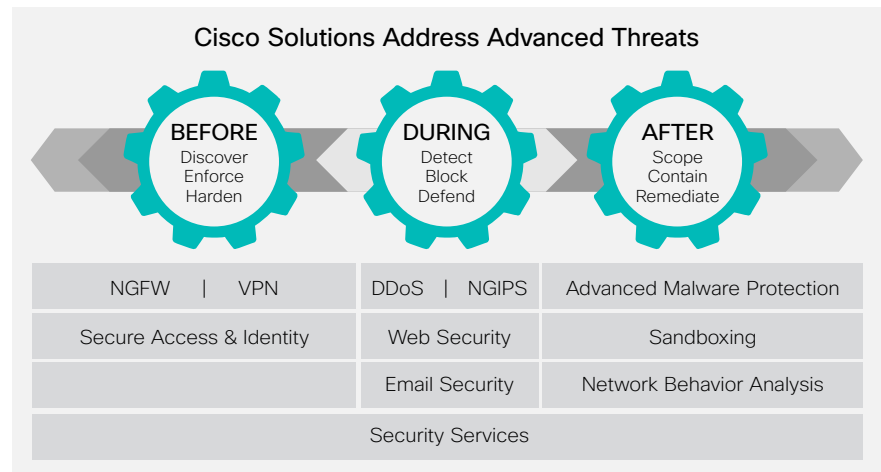 Cisco Solutions Address Advanced Threats
BEFORE
Discover
Enforce
Harden
DURING
Detect
Block
Defend
AFTER
Scope
Contain
Remediate
NGFW | VPN
DDoS | NGIPS
Advanced Malware Protection
Secure Access & Identity
Web Security
Sandboxing
Email Security
Network Behavior Analysis
Security Services